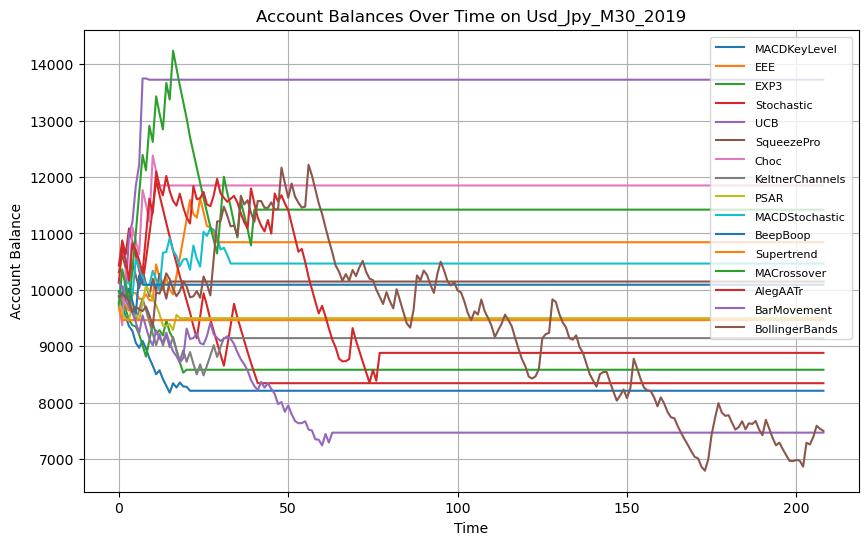 Account Balances Over Time on Usd_Jpy_M30_2019
Account Balance
14000
13000
12000
11000
10000
9000
8000
7000
0
50
100
150
200
Time
MACDKeyLevel
EEE
EXP3
Stochastic
UCB
SqueezePro
Choc
KeltnerChannels
PSAR
MACDStochastic
BeepBoop
Supertrend
MACrossover
AlegAATr
BarMovement
BollingerBands